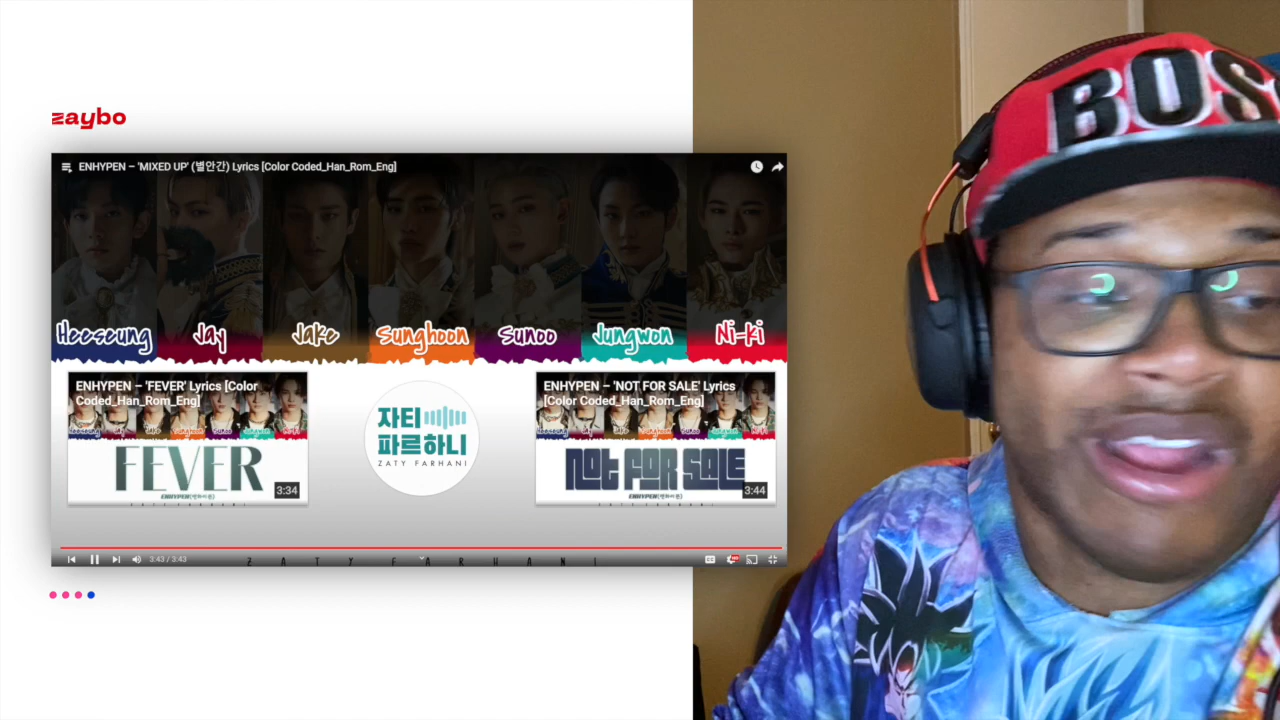 zaybo
ENHYPEN – 'MIXED UP' (별안간) Lyrics [Color Coded_Han_Rom_Eng]
Heeseung Jay Jake Sunghoon Sunoo Jungwon Ni-ki
ENHYPEN – 'FEVER' Lyrics [Color
Coded_Han_Rom_Eng]
FEVER
3:34
자티
파르하니
ZATY FARHANI
ENHYPEN – 'NOT FOR SALE' Lyrics
[Color Coded_Han_Rom_Eng]
NOT FOR SALE
3:44
3:43 / 3:43
ZATY FARHANI
BOS